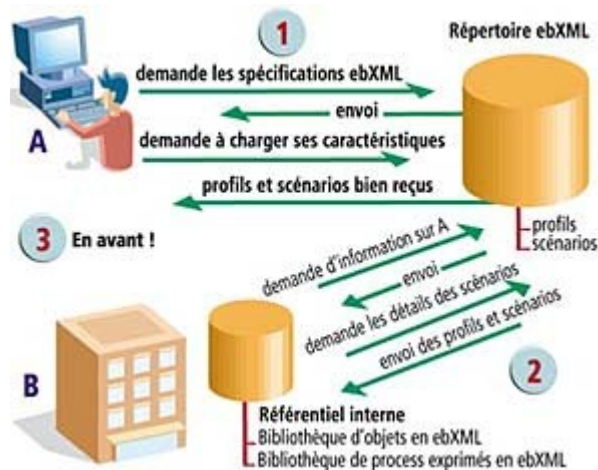 1
Répertoire ebXML
demande les spécifications ebXML
envoi
A
demande à charger ses caractéristiques
profils et scénarios bien reçus
3 En avant !
profils
scénarios
demande d'information sur A
envoi
demande les détails des scénarios
envoi des profils et scénarios
2
B
Référentiel interne
Bibliothèque d'objets en ebXML
Bibliothèque de process exprimés en ebXML